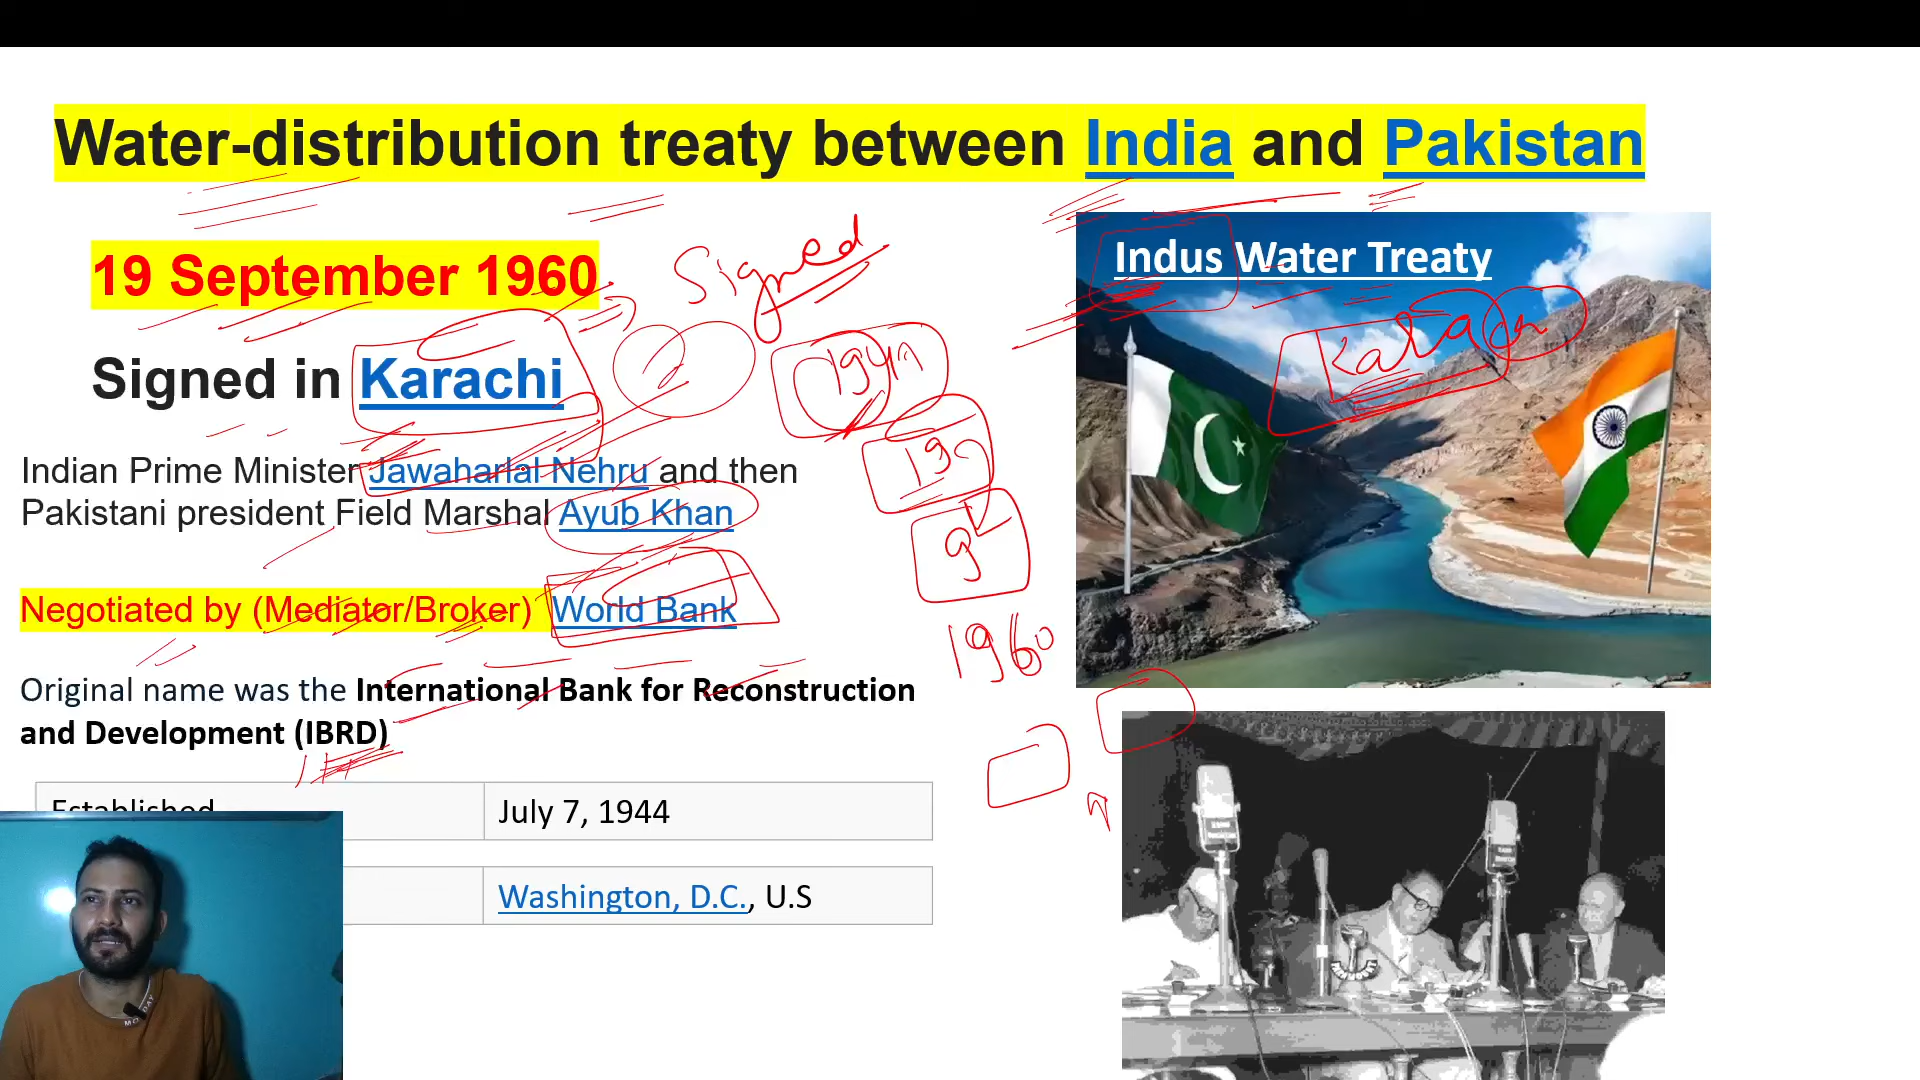 Water-distribution treaty between India and Pakistan
19 September 1960
Signed
Signed in Karachi
Indus Water Treaty
Indian Prime Minister Jawaharlal Nehru and then
Pakistani president Field Marshal Ayub Khan
Negotiated by (Mediator/Broker) World Bank
1960
Original name was the International Bank for Reconstruction
and Development (IBRD)
Established July 7, 1944
Washington, D.C., U.S